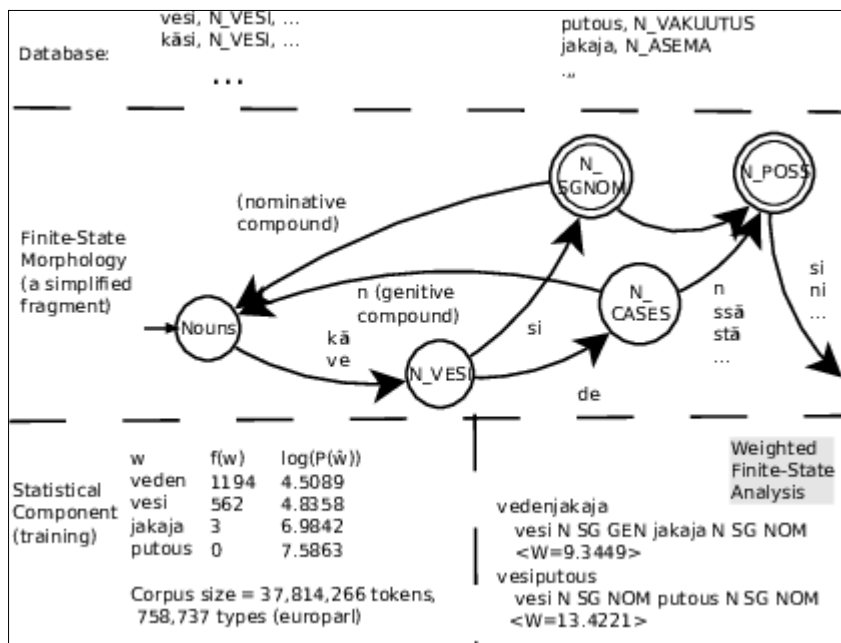 Database:
vesi, N_VESI, ...
käsi, N_VESI, ...
...
putous, N_VAKUUTUS
jakaja, N_ASEMA
...
Finite-State
Morphology
(a simplified
fragment)
(nominative
compound)
N_
SGNOM
N_POSS
n (genitive
compound)
N_
CASES
n
ssä
stä
...
si
ni
...
Nouns
kä
ve
N_VESI
si
de
Statistical
Component
(training)
w f(w) log(P(ŵ))
veden 1194 4.5089
vesi 562 4.8358
jakaja 3 6.9842
putous 0 7.5863
Corpus size = 37,814,266 tokens,
758,737 types (europarl)
Weighted
Finite-State
Analysis
vedenjakaja
vesi N SG GEN jakaja N SG NOM
<W=9.3449>
vesiputous
vesi N SG NOM putous N SG NOM
<W=13.4221>